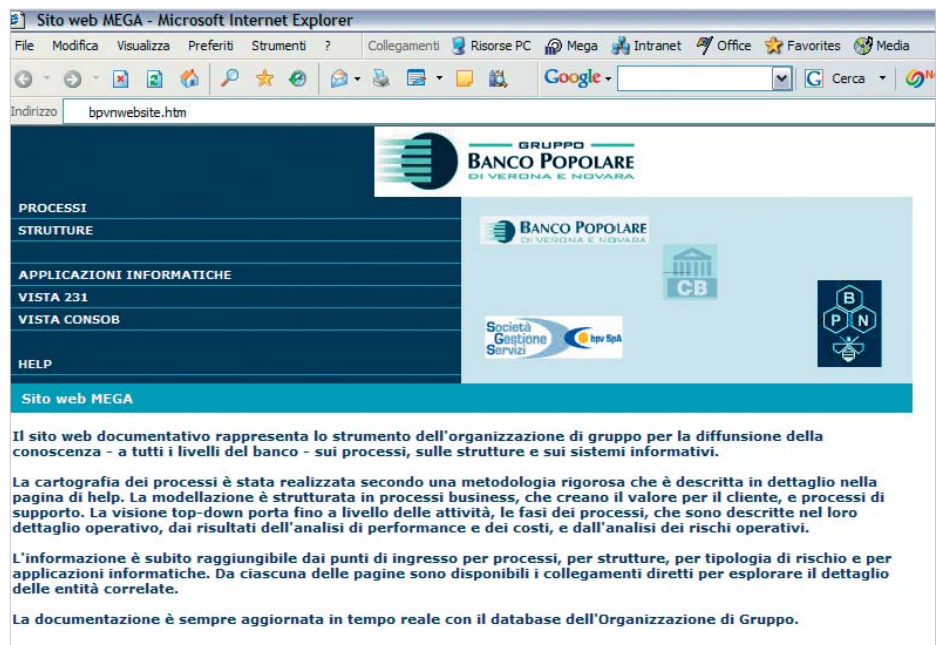 Sito web MEGA - Microsoft Internet Explorer
File Modifica Visualizza Preferiti Strumenti ? Collegamenti Risorse PC Mega Intranet Office Favorites Media
Google Cerca
Indirizzo bpvnwebsite.htm
GRUPPO
BANCO POPOLARE
DI VERONA E NOVARA
PROCESSI
STRUTTURE
APPLICAZIONI INFORMATICHE
VISTA 231
VISTA CONSOB
HELP
BANCO POPOLARE
DI VERONA E NOVARA
CB
Società
Gestione
Servizi
bpv SpA
B
P N
Sito web MEGA
Il sito web documentativo rappresenta lo strumento dell'organizzazione di gruppo per la diffunsione della
conoscenza - a tutti i livelli del banco - sui processi, sulle strutture e sui sistemi informativi.
La cartografia dei processi è stata realizzata secondo una metodologia rigorosa che è descritta in dettaglio nella
pagina di help. La modellazione è strutturata in processi business, che creano il valore per il cliente, e processi di
supporto. La visione top-down porta fino a livello delle attività, le fasi dei processi, che sono descritte nel loro
dettaglio operativo, dai risultati dell'analisi di performance e dei costi, e dall'analisi dei rischi operativi.
L'informazione è subito raggiungibile dai punti di ingresso per processi, per strutture, per tipologia di rischio e per
applicazioni informatiche. Da ciascuna delle pagine sono disponibili i collegamenti diretti per esplorare il dettaglio
delle entità correlate.
La documentazione è sempre aggiornata in tempo reale con il database dell'Organizzazione di Gruppo.